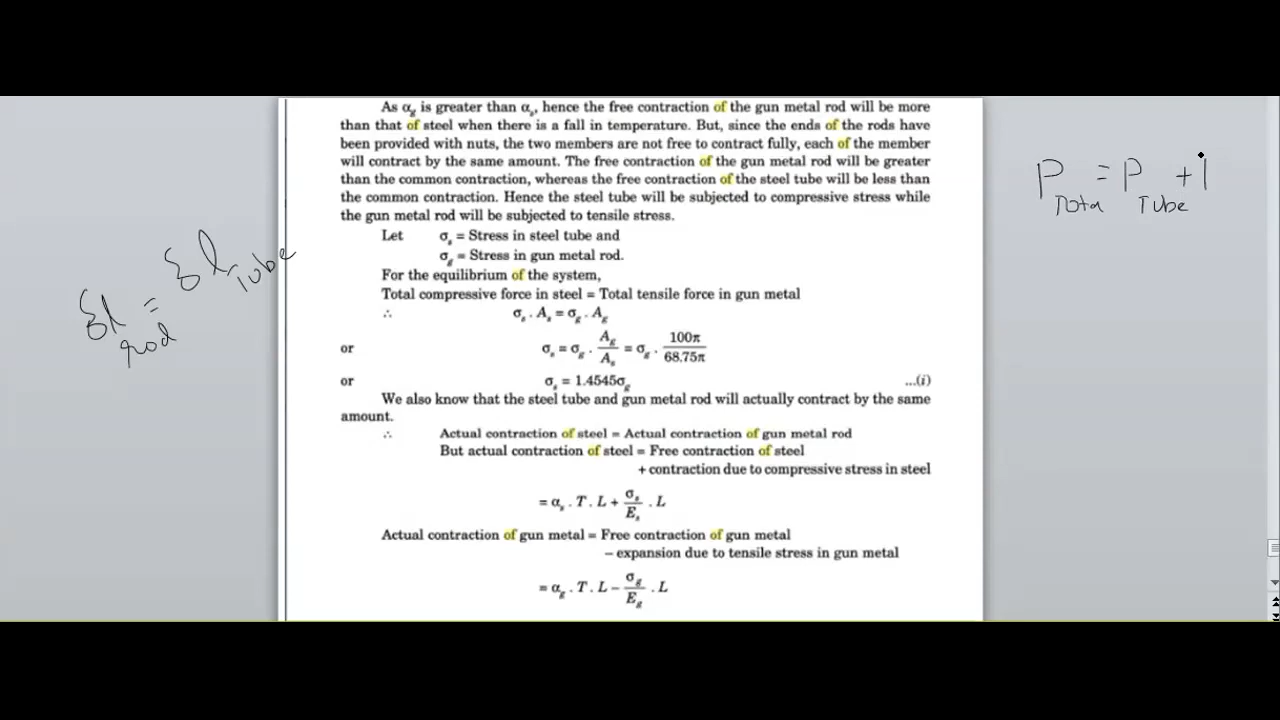 As αg is greater than αs, hence the free contraction of the gun metal rod will be more
than that of steel when there is a fall in temperature. But, since the ends of the rods have
been provided with nuts, the two members are not free to contract fully, each of the member
will contract by the same amount. The free contraction of the gun metal rod will be greater
than the common contraction, whereas the free contraction of the steel tube will be less than
the common contraction. Hence the steel tube will be subjected to compressive stress while
the gun metal rod will be subjected to tensile stress.
Let σs = Stress in steel tube and
σg = Stress in gun metal rod.
For the equilibrium of the system,
Total compressive force in steel = Total tensile force in gun metal
∴ σs . As = σg . Ag
or σs = σg . Ag/As = σg . 100π/68.75π
or σs = 1.4545σg ...(i)
We also know that the steel tube and gun metal rod will actually contract by the same
amount.
∴ Actual contraction of steel = Actual contraction of gun metal rod
But actual contraction of steel = Free contraction of steel
+ contraction due to compressive stress in steel
= αs . T . L + σs/Es . L
Actual contraction of gun metal = Free contraction of gun metal
– expansion due to tensile stress in gun metal
= αg . T . L – σg/Eg . L
δl rod = δl Tube
P Total = P Tube +